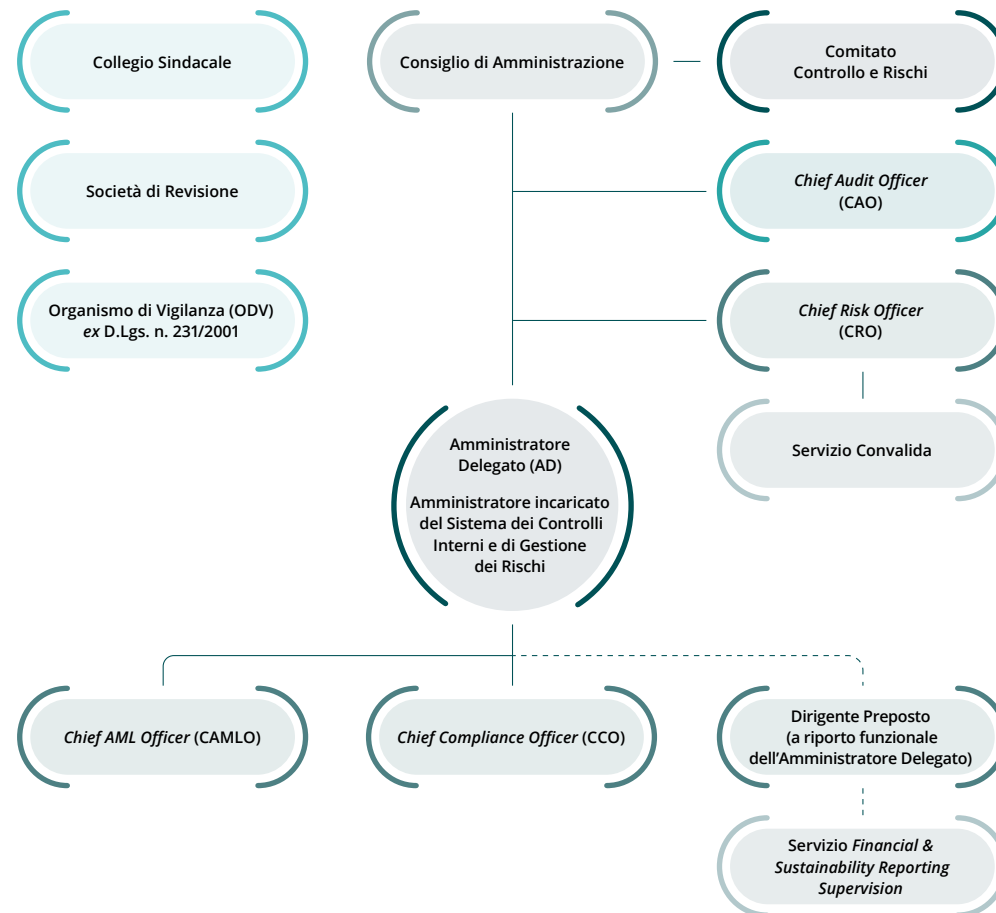 Collegio Sindacale
Consiglio di Amministrazione
Comitato
Controllo e Rischi
Società di Revisione
Chief Audit Officer
(CAO)
Organismo di Vigilanza (ODV)
ex D.Lgs. n. 231/2001
Chief Risk Officer
(CRO)
Servizio Convalida
Amministratore
Delegato (AD)
Amministratore incaricato
del Sistema dei Controlli
Interni e di Gestione
dei Rischi
Chief AML Officer (CAMLO)
Chief Compliance Officer (CCO)
Dirigente Preposto
(a riporto funzionale
dell’Amministratore Delegato)
Servizio Financial &
Sustainability Reporting
Supervision